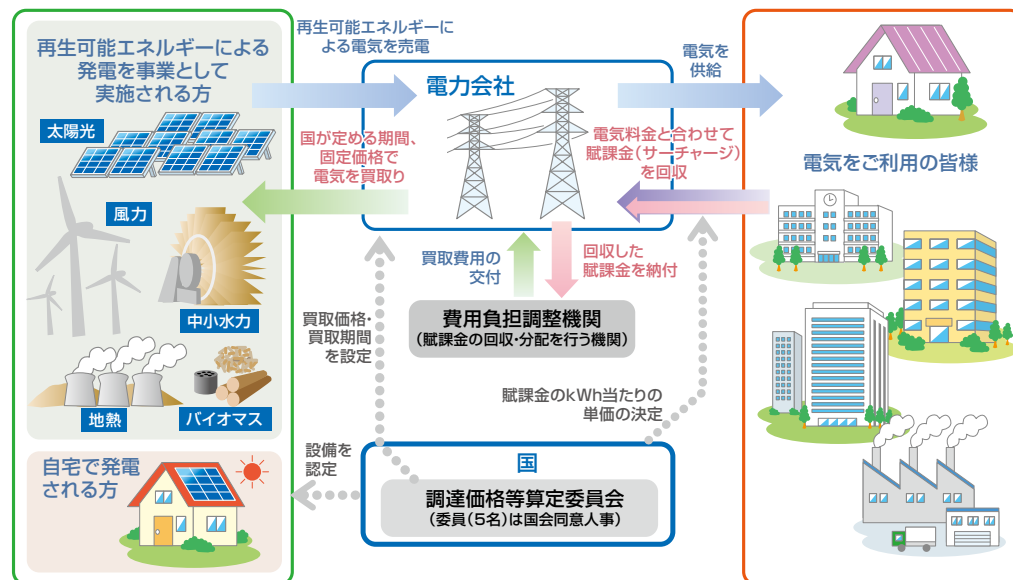 再生可能エネルギーによる
発電を事業として
実施される方
太陽光
風力
中小水力
地熱
バイオマス
自宅で発電
される方
再生可能エネルギーに
よる電気を売電
国が定める期間、
固定価格で
電気を買取り
電力会社
電気を
供給
電気料金と合わせて
賦課金(サーチャージ)
を回収
電気をご利用の皆様
買取費用の
交付
回収した
賦課金を納付
費用負担調整機関
(賦課金の回収・分配を行う機関)
買取価格・
買取期間
を設定
賦課金のkWh当たりの
単価の決定
設備を
認定
国
調達価格等算定委員会
(委員(5名)は国会同意人事)